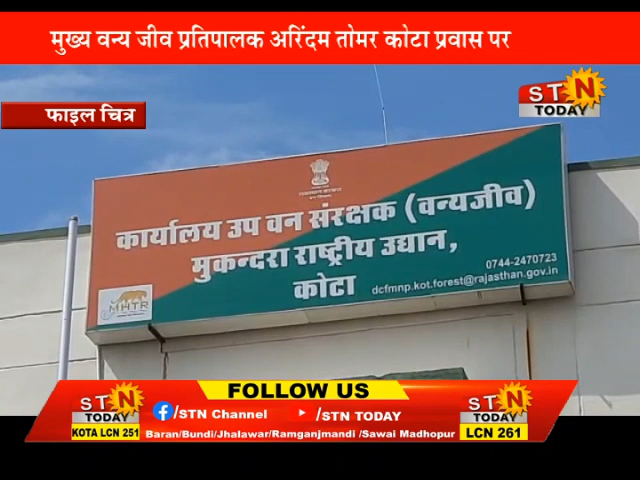 मुख्य वन्य जीव प्रतिपालक अरिंदम तोमर कोटा प्रवास पर
STN
TODAY
फाइल चित्र
कार्यालय उप वन संरक्षक (वन्यजीव)
मुकन्दरा राष्ट्रीय उद्यान,
कोटा
0744-2470723
dcfmnp.kot.forest@rajasthan.gov.in
MHTR
FOLLOW US
STN
TODAY
KOTA LCN 251
/STN Channel
/STN TODAY
Baran/Bundi/Jhalawar/Ramganjmandi /Sawai Madhopur
STN
TODAY
LCN 261